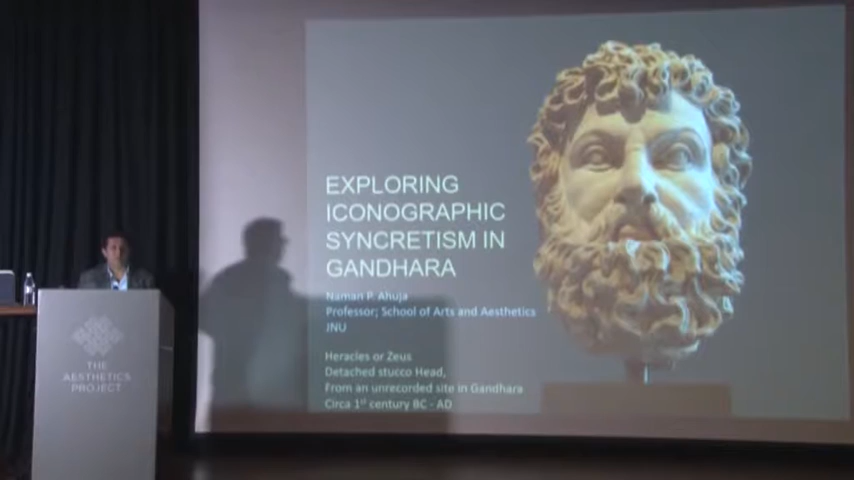 EXPLORING
ICONOGRAPHIC
SYNCRETISM IN
GANDHARA
Naman P. Ahuja
Professor; School of Arts and Aesthetics
JNU
Heracles or Zeus
Detached stucco Head,
From an unrecorded site in Gandhara
Circa 1st century BC - AD
THE
AESTHETICS
PROJECT